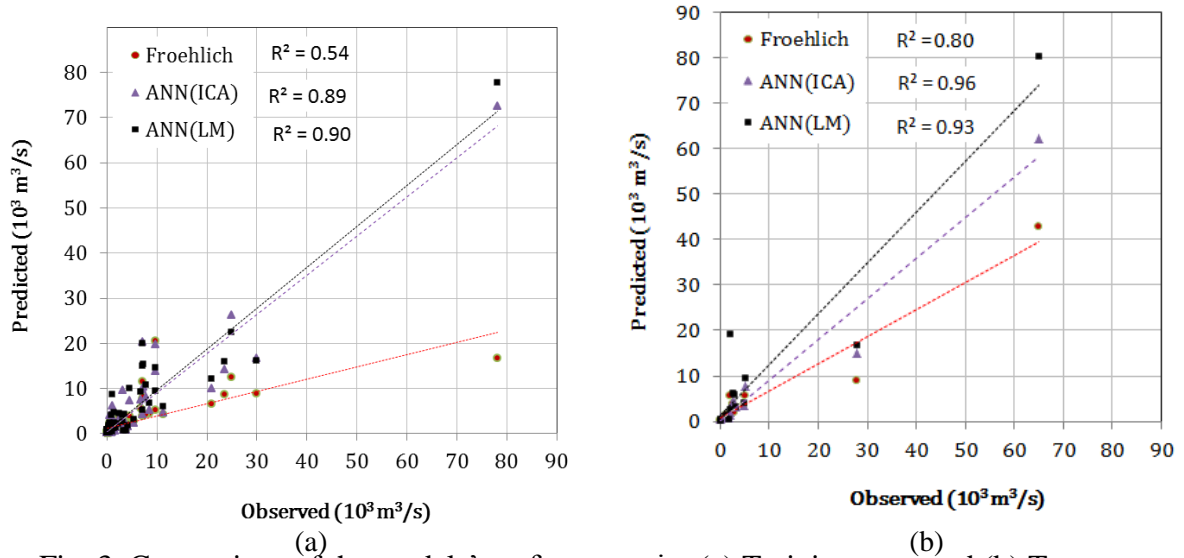 Froehlich R² = 0.54
ANN(ICA) R² = 0.89
ANN(LM) R² = 0.90
Predicted (10³ m³/s)
80
70
60
50
40
30
20
10
0
0 10 20 30 40 50 60 70 80 90
Observed (10³ m³/s)
(a)
Froehlich R² = 0.80
ANN(ICA) R² = 0.96
ANN(LM) R² = 0.93
Predicted (10³ m³/s)
90
80
70
60
50
40
30
20
10
0
0 10 20 30 40 50 60 70 80 90
Observed (10³ m³/s)
(b)